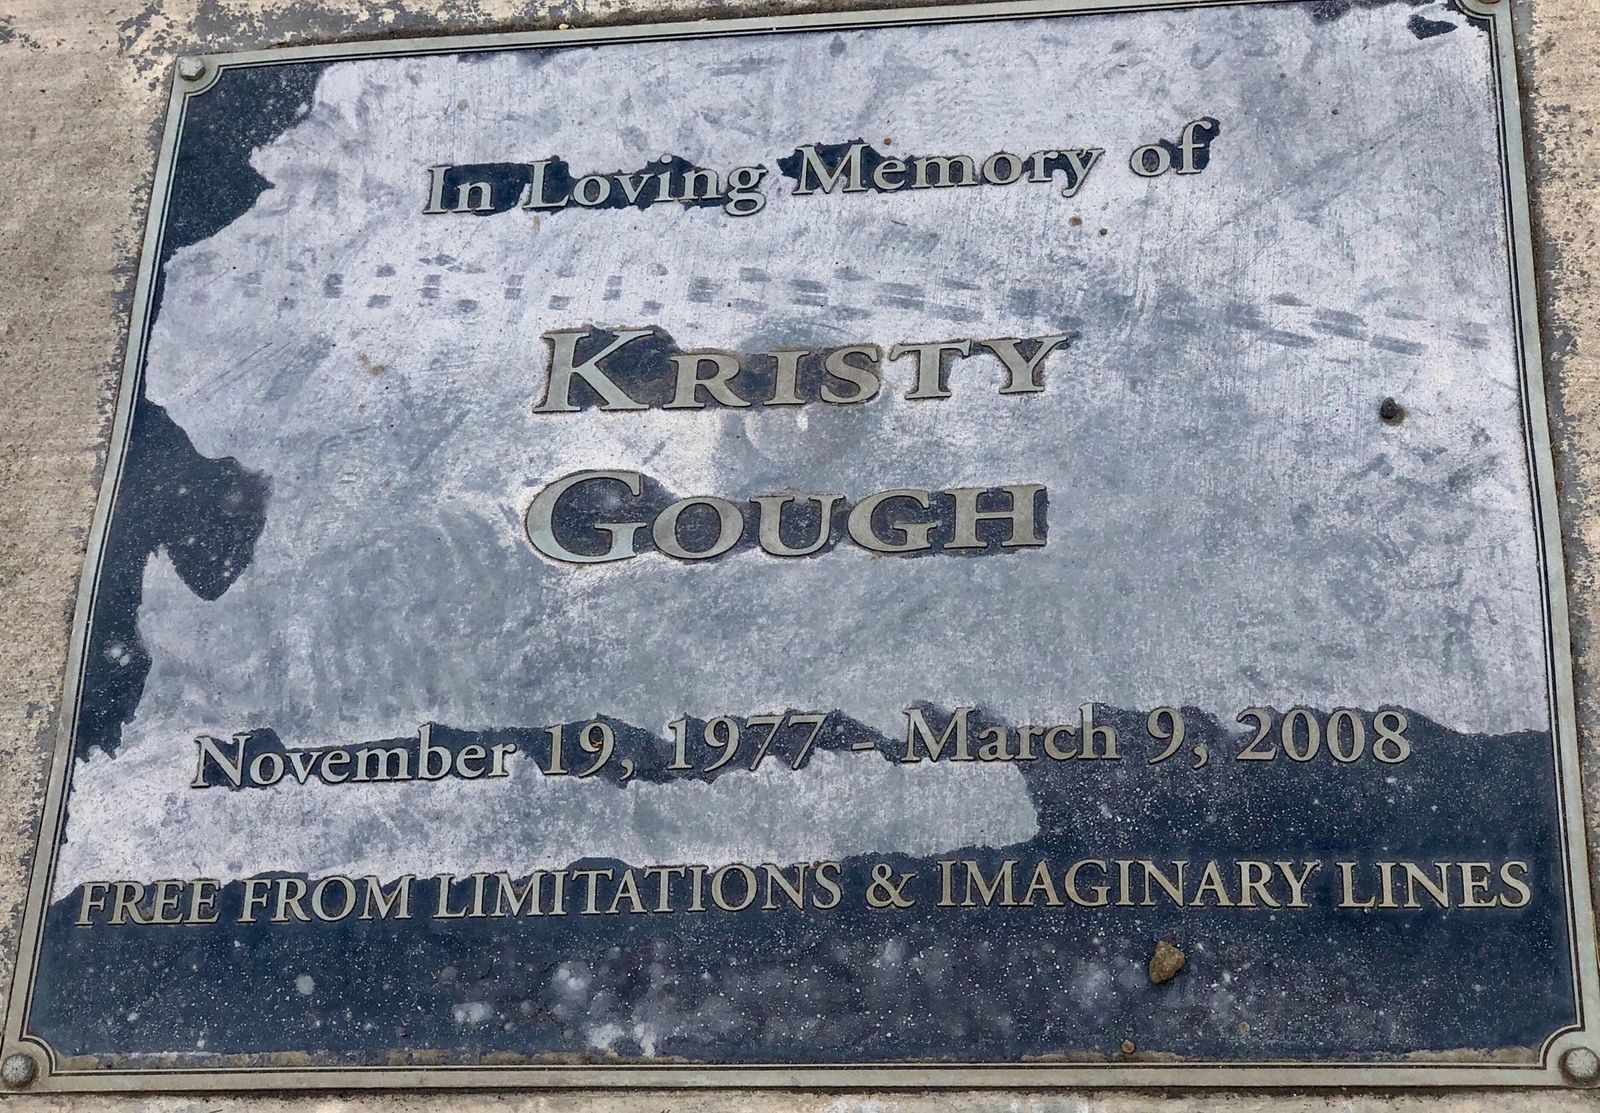 In Loving Memory of
KRISTY
GOUGH
November 19, 1977 - March 9, 2008
FREE FROM LIMITATIONS & IMAGINARY LINES